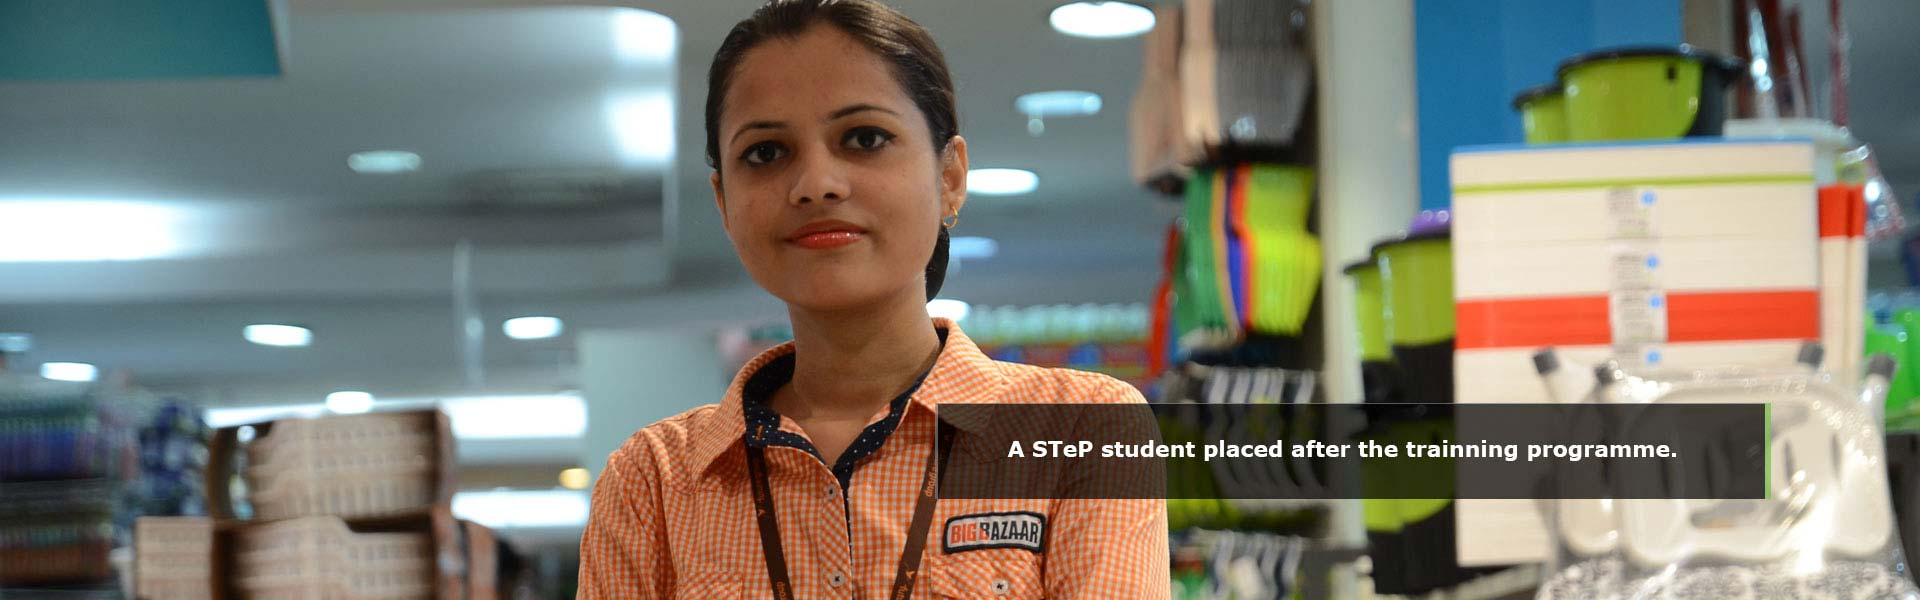 A STeP student placed after the trainning programme.
BIG BAZAAR